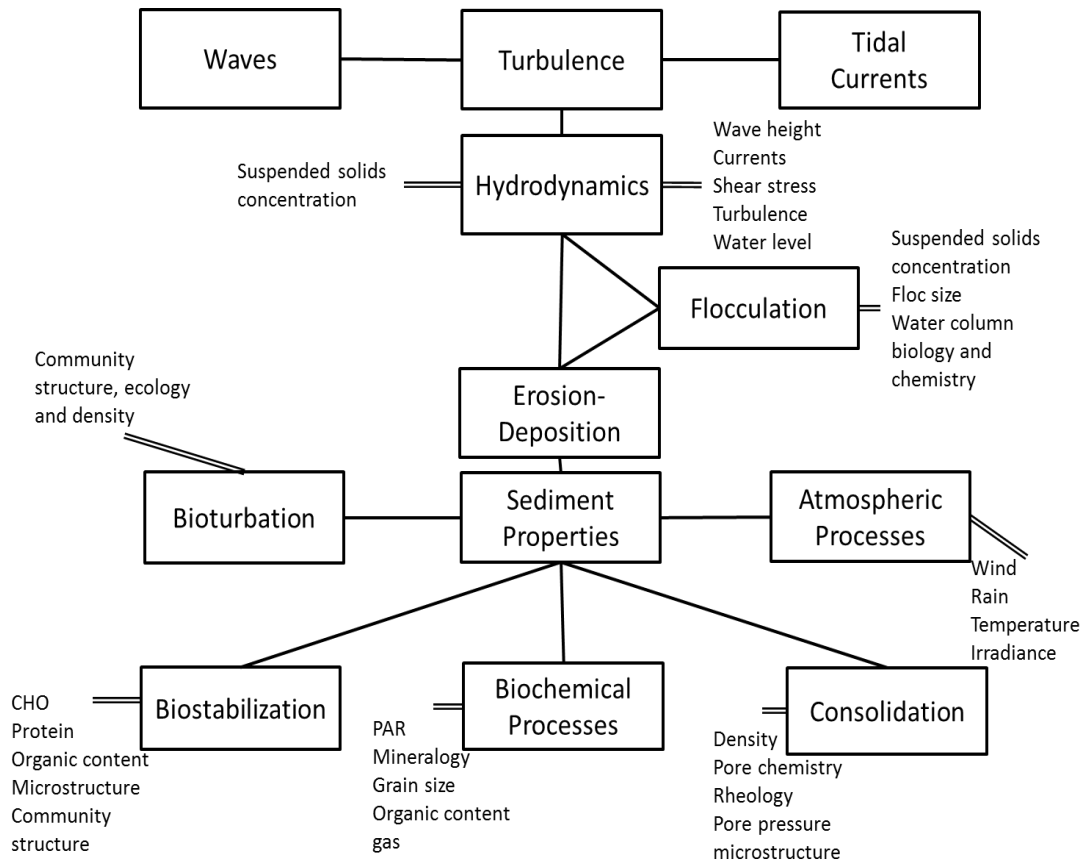 Waves
Turbulence
Tidal
Currents
Suspended solids
concentration
Hydrodynamics
Wave height
Currents
Shear stress
Turbulence
Water level
Flocculation
Suspended solids
concentration
Floc size
Water column
biology and
chemistry
Community
structure, ecology
and density
Erosion-
Deposition
Bioturbation
Sediment
Properties
Atmospheric
Processes
Wind
Rain
Temperature
Irradiance
CHO
Protein
Organic content
Microstructure
Community
structure
Biostabilization
PAR
Mineralogy
Grain size
Organic content
gas
Biochemical
Processes
Density
Pore chemistry
Rheology
Pore pressure
microstructure
Consolidation